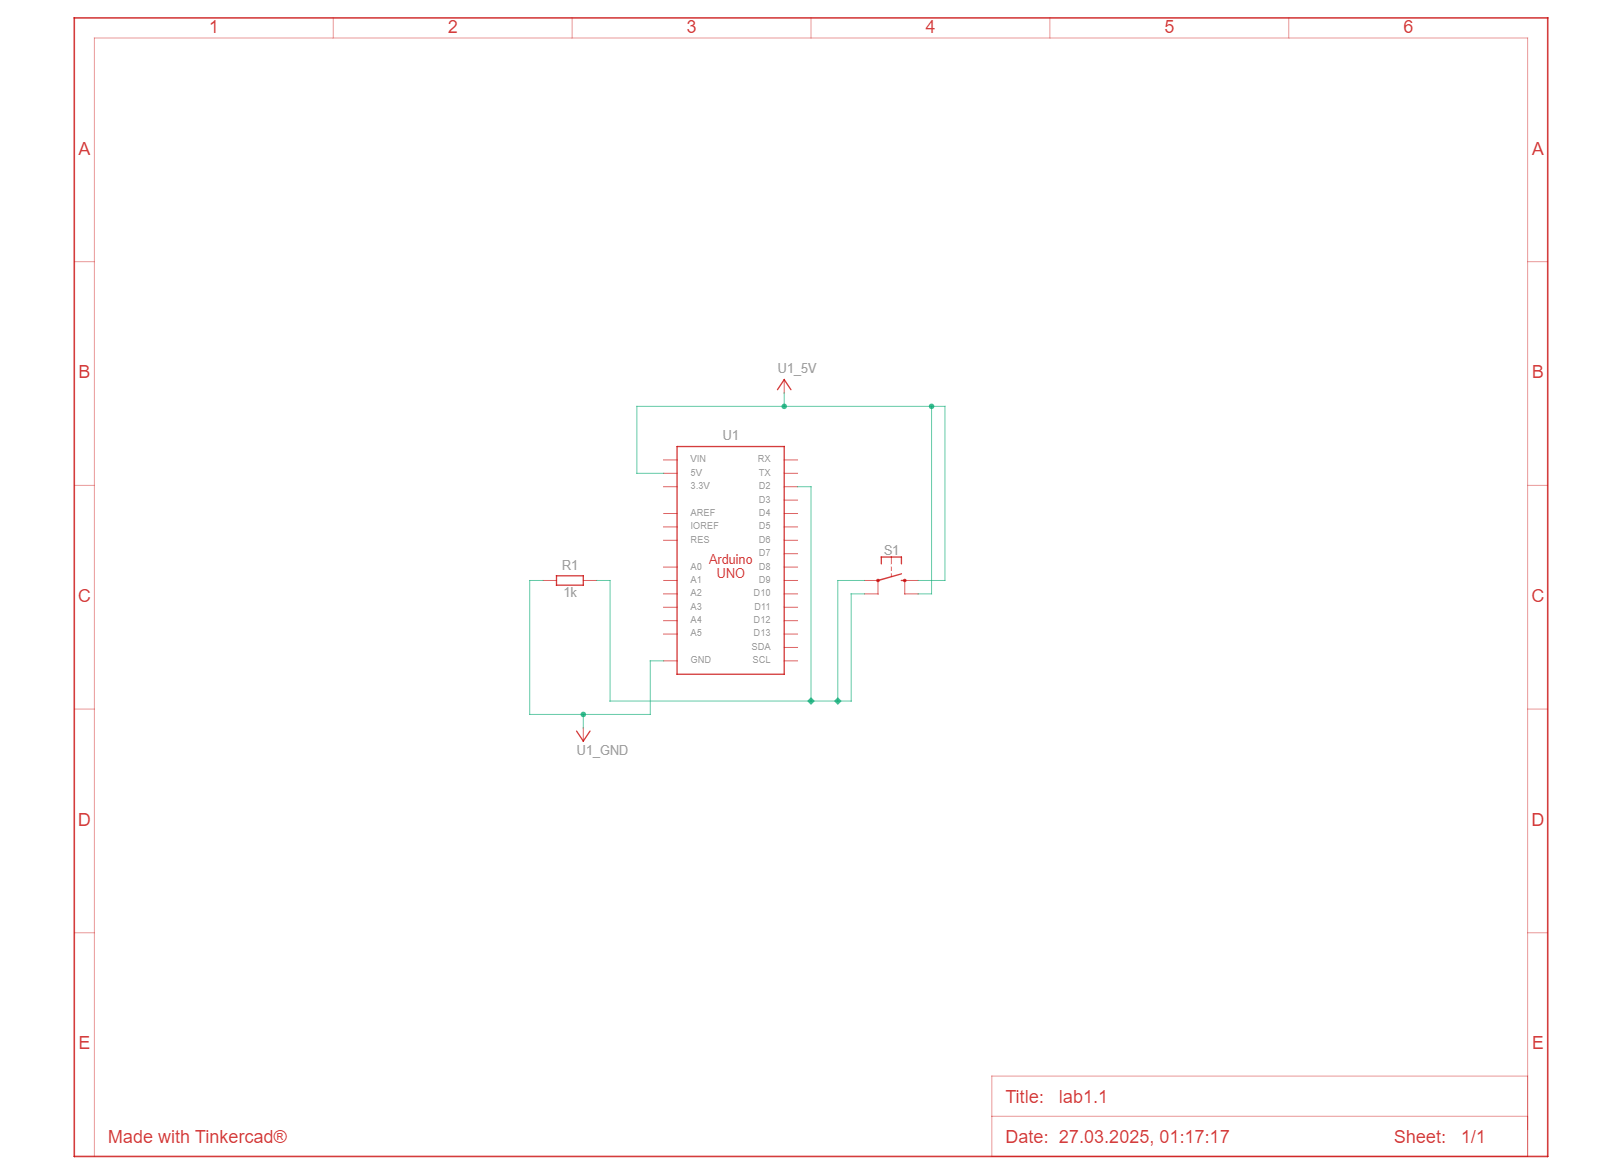 1 2 3 4 5 6
A A
U1_5V
B B
U1
VIN RX
5V TX
3.3V D2
D3
AREF D4
IOREF D5
RES D6
D7
S1
Arduino
UNO
R1
A0 D8
A1 D9
1k
A2 D10
C C
A3 D11
A4 D12
A5 D13
SDA
GND SCL
U1_GND
D D
E E
Title: lab1.1
Made with Tinkercad®
Date: 27.03.2025, 01:17:17 Sheet: 1/1